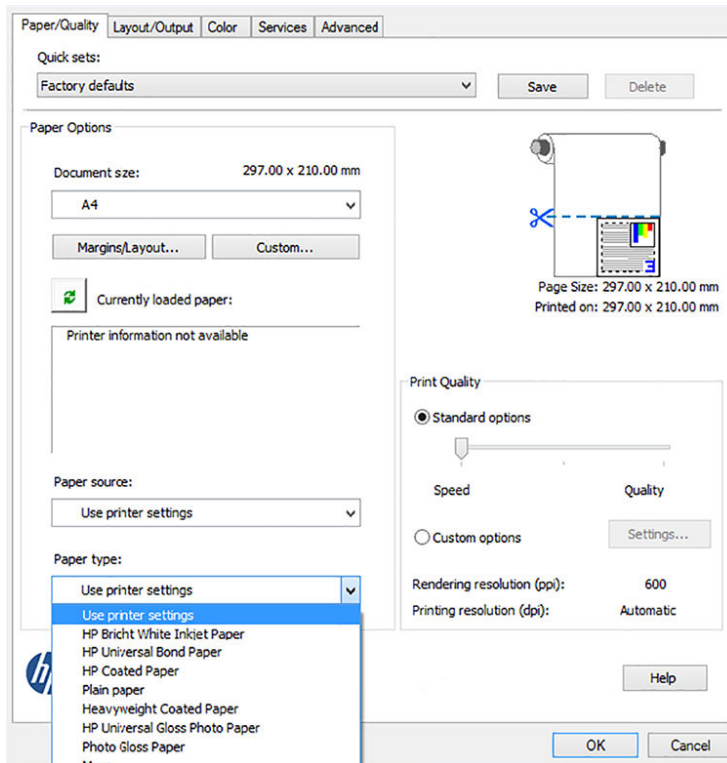 Paper/Quality Layout/Output Color Services Advanced
Quick sets:
Factory defaults Save Delete
Paper Options
Document size: 297.00 x 210.00 mm
A4
Margins/Layout... Custom...
Currently loaded paper:
Printer information not available
Page Size: 297.00 x 210.00 mm
Printed on: 297.00 x 210.00 mm
Print Quality
Standard options
Speed Quality
Custom options Settings...
Rendering resolution (ppi): 600
Printing resolution (dpi): Automatic
Paper source:
Use printer settings
Paper type:
Use printer settings
Use printer settings
HP Bricht White Inkjet Paper
HP Universal Bond Paper
HP Coated Paper
Plain paper
Heavyweight Coated Paper
HP Universal Gloss Photo Paper
Photo Gloss Paper
hp
Help
OK Cancel